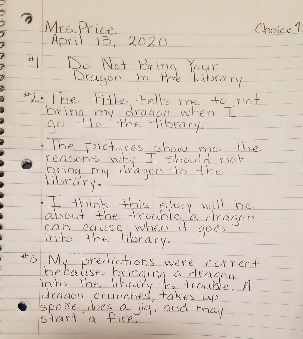 Mrs. Price
Choice 1
April 13, 2020
#1 Do Not Bring Your
Dragon to the Library
#2. The title tells me to not
bring my dragon when I
go to the library.
• The pictures show me the
reasons why I should not
bring my dragon to the
library.
• I think this story will be
about the trouble a dragon
can cause when it goes
into the library.
#3 My predictions were correct
because bringing a dragon
into the library is trouble. A
dragon crunches, takes up
space, does a jig, and may
start a fire.